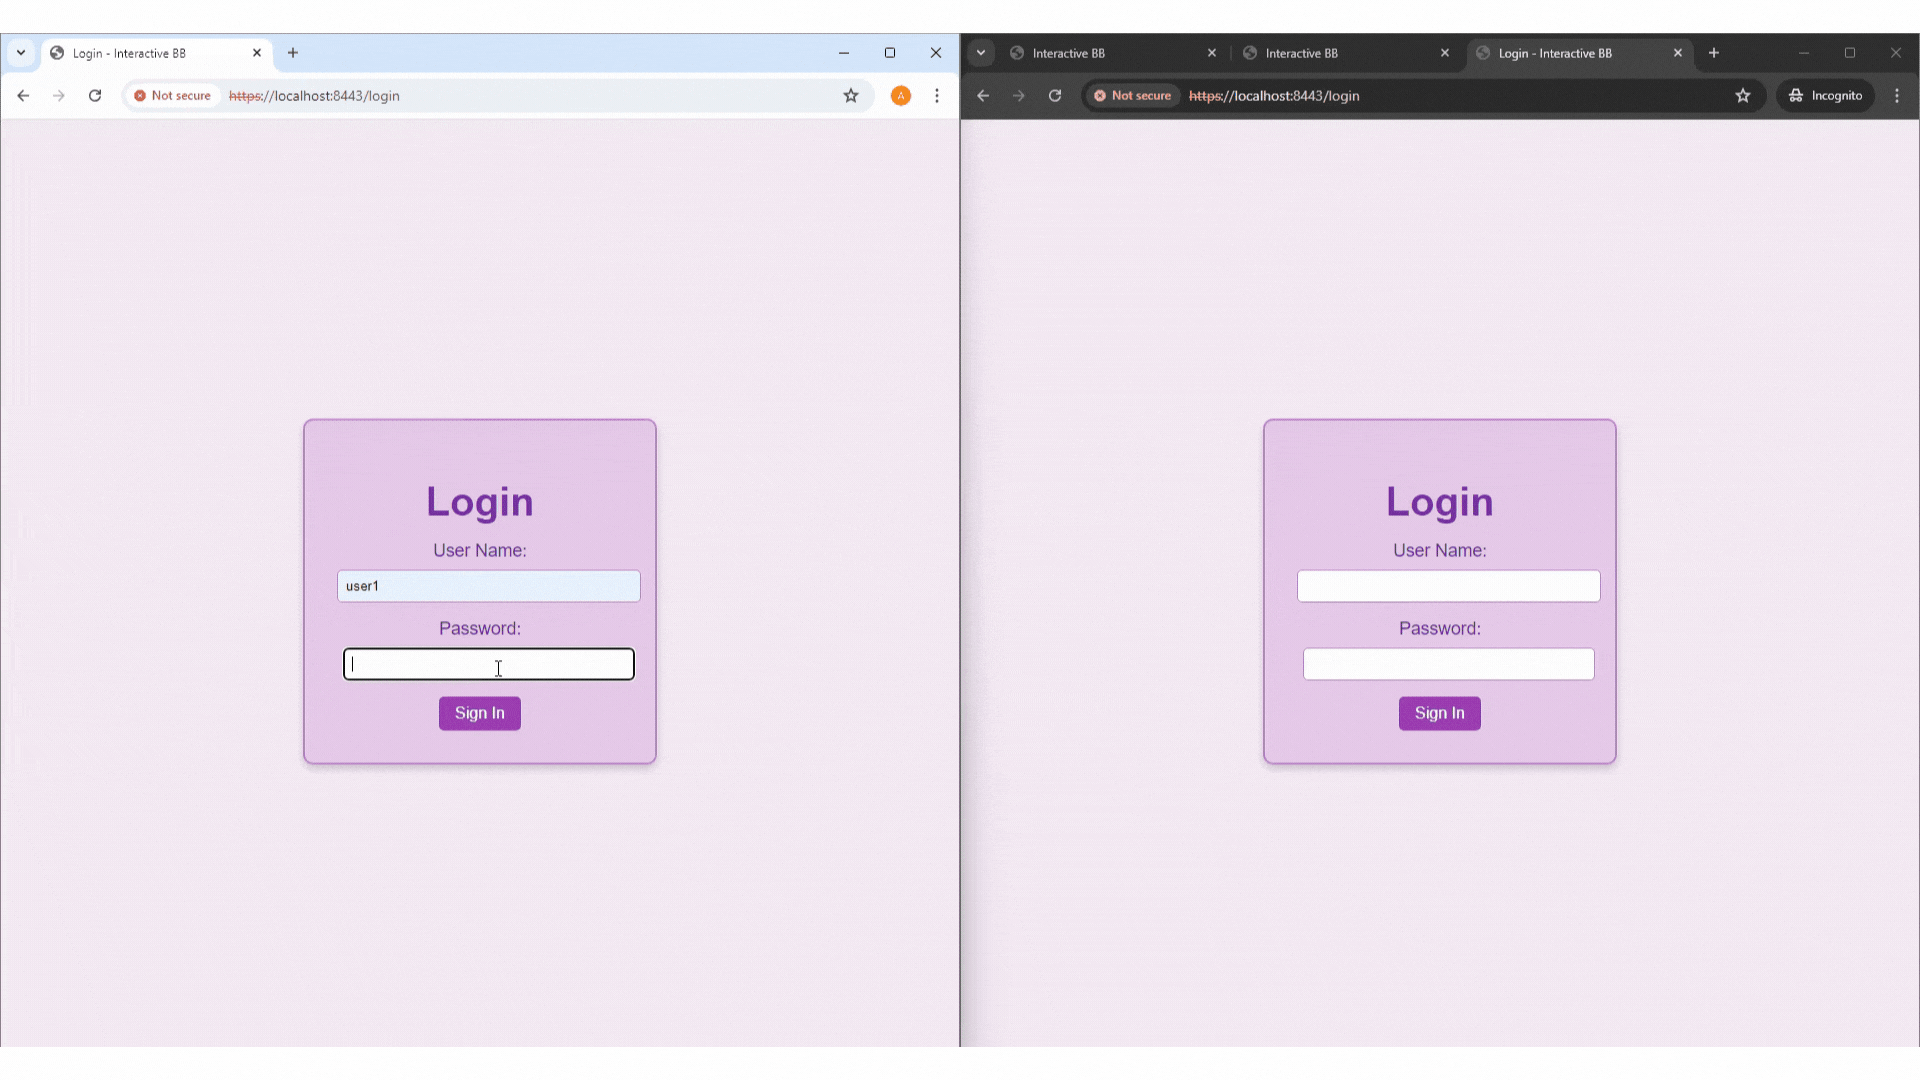 Login - Interactive BB
Not secure https://localhost:8443/login A
Login
User Name:
user1
Password:
Sign In
Interactive BB Interactive BB Login - Interactive BB
Not secure https://localhost:8443/login Incognito
Login
User Name:
Password:
Sign In